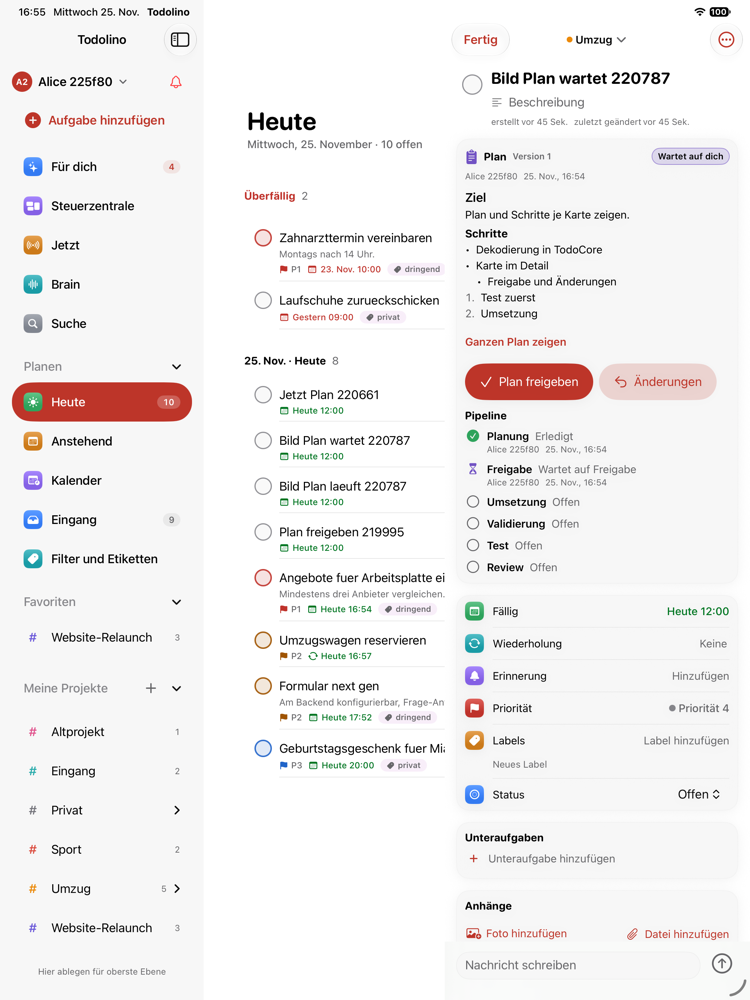 16:55 Mittwoch 25. Nov. Todolino
100
Todolino
A2 Alice 225f80
Aufgabe hinzufügen
Für dich 4
Steuerzentrale
Jetzt
Brain
Suche
Planen
Heute 10
Anstehend
Kalender
Eingang 9
Filter und Etiketten
Favoriten
# Website-Relaunch 3
Meine Projekte
# Altprojekt 1
# Eingang 2
# Privat
# Sport 2
# Umzug 5
# Website-Relaunch 3
Hier ablegen für oberste Ebene
Heute
Mittwoch, 25. November · 10 offen
Überfällig 2
Zahnarzttermin vereinbaren
Montags nach 14 Uhr.
P1 23. Nov. 10:00 dringend
Laufschuhe zurueckschicken
Gestern 09:00 privat
25. Nov. · Heute 8
Jetzt Plan 220661
Heute 12:00
Bild Plan wartet 220787
Heute 12:00
Bild Plan laeuft 220787
Heute 12:00
Plan freigeben 219995
Heute 12:00
Angebote fuer Arbeitsplatte ei
Mindestens drei Anbieter vergleichen.
P1 Heute 16:54 dringend
Umzugswagen reservieren
P2 Heute 16:57
Formular next gen
Am Backend konfigurierbar, Frage-An
P2 Heute 17:52 dringend
Geburtstagsgeschenk fuer Mia
P3 Heute 20:00 privat
Fertig
Umzug
Bild Plan wartet 220787
Beschreibung
erstellt vor 45 Sek. zuletzt geändert vor 45 Sek.
Plan Version 1 Wartet auf dich
Alice 225f80 25. Nov., 16:54
Ziel
Plan und Schritte je Karte zeigen.
Schritte
• Dekodierung in TodoCore
• Karte im Detail
• Freigabe und Änderungen
1. Test zuerst
2. Umsetzung
Ganzen Plan zeigen
Plan freigeben
Änderungen
Pipeline
Planung Erledigt
Alice 225f80 25. Nov., 16:54
Freigabe Wartet auf Freigabe
Alice 225f80 25. Nov., 16:54
Umsetzung Offen
Validierung Offen
Test Offen
Review Offen
Fällig Heute 12:00
Wiederholung Keine
Erinnerung Hinzufügen
Priorität Priorität 4
Labels Label hinzufügen
Neues Label
Status Offen
Unteraufgaben
+ Unteraufgabe hinzufügen
Anhänge
Foto hinzufügen
Datei hinzufügen
Nachricht schreiben